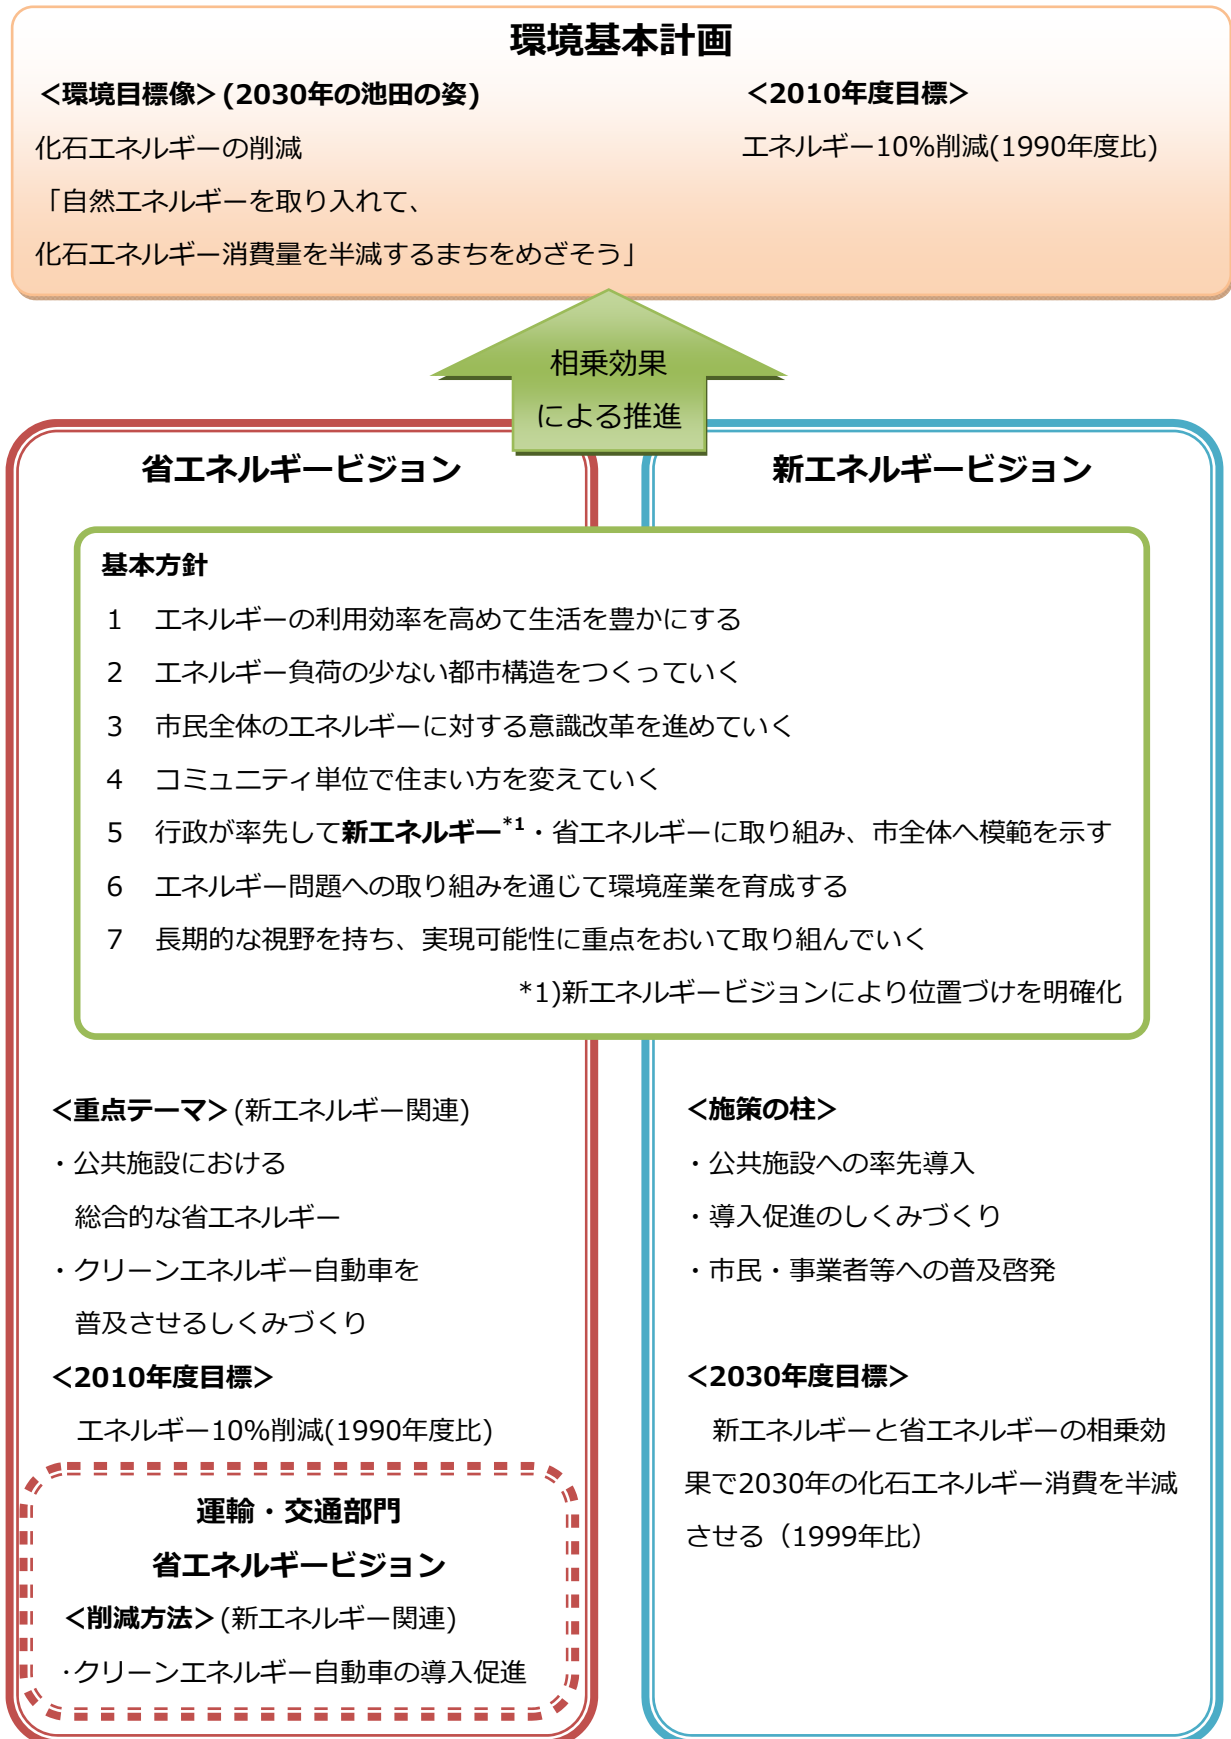 環境基本計画
＜環境目標像＞(2030年の池田の姿)
化石エネルギーの削減
「自然エネルギーを取り入れて、
化石エネルギー消費量を半減するまちをめざそう」
＜2010年度目標＞
エネルギー10%削減(1990年度比)
相乗効果
による推進
省エネルギービジョン
新エネルギービジョン
基本方針
1 エネルギーの利用効率を高めて生活を豊かにする
2 エネルギー負荷の少ない都市構造をつくっていく
3 市民全体のエネルギーに対する意識改革を進めていく
4 コミュニティ単位で住まい方を変えていく
5 行政が率先して新エネルギー*1・省エネルギーに取り組み、市全体へ模範を示す
6 エネルギー問題への取り組みを通じて環境産業を育成する
7 長期的な視野を持ち、実現可能性に重点をおいて取り組んでいく
*1)新エネルギービジョンにより位置づけを明確化
＜重点テーマ＞(新エネルギー関連)
・公共施設における
総合的な省エネルギー
・クリーンエネルギー自動車を
普及させるしくみづくり
＜2010年度目標＞
エネルギー10%削減(1990年度比)
運輸・交通部門
省エネルギービジョン
＜削減方法＞(新エネルギー関連)
・クリーンエネルギー自動車の導入促進
＜施策の柱＞
・公共施設への率先導入
・導入促進のしくみづくり
・市民・事業者等への普及啓発
＜2030年度目標＞
新エネルギーと省エネルギーの相乗効
果で2030年の化石エネルギー消費を半減
させる（1999年比）